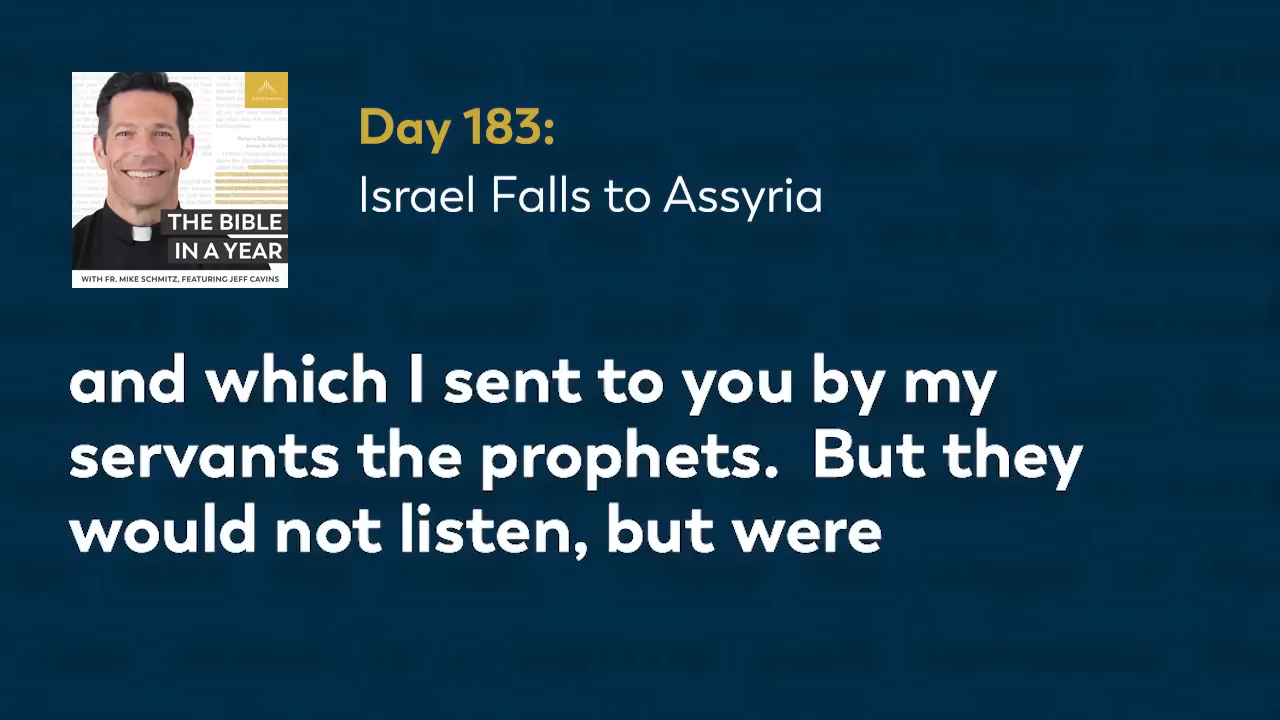 THE BIBLE
IN A YEAR
WITH FR. MIKE SCHMITZ, FEATURING JEFF CAVINS
Day 183:
Israel Falls to Assyria
and which I sent to you by my
servants the prophets.  But they
would not listen, but were